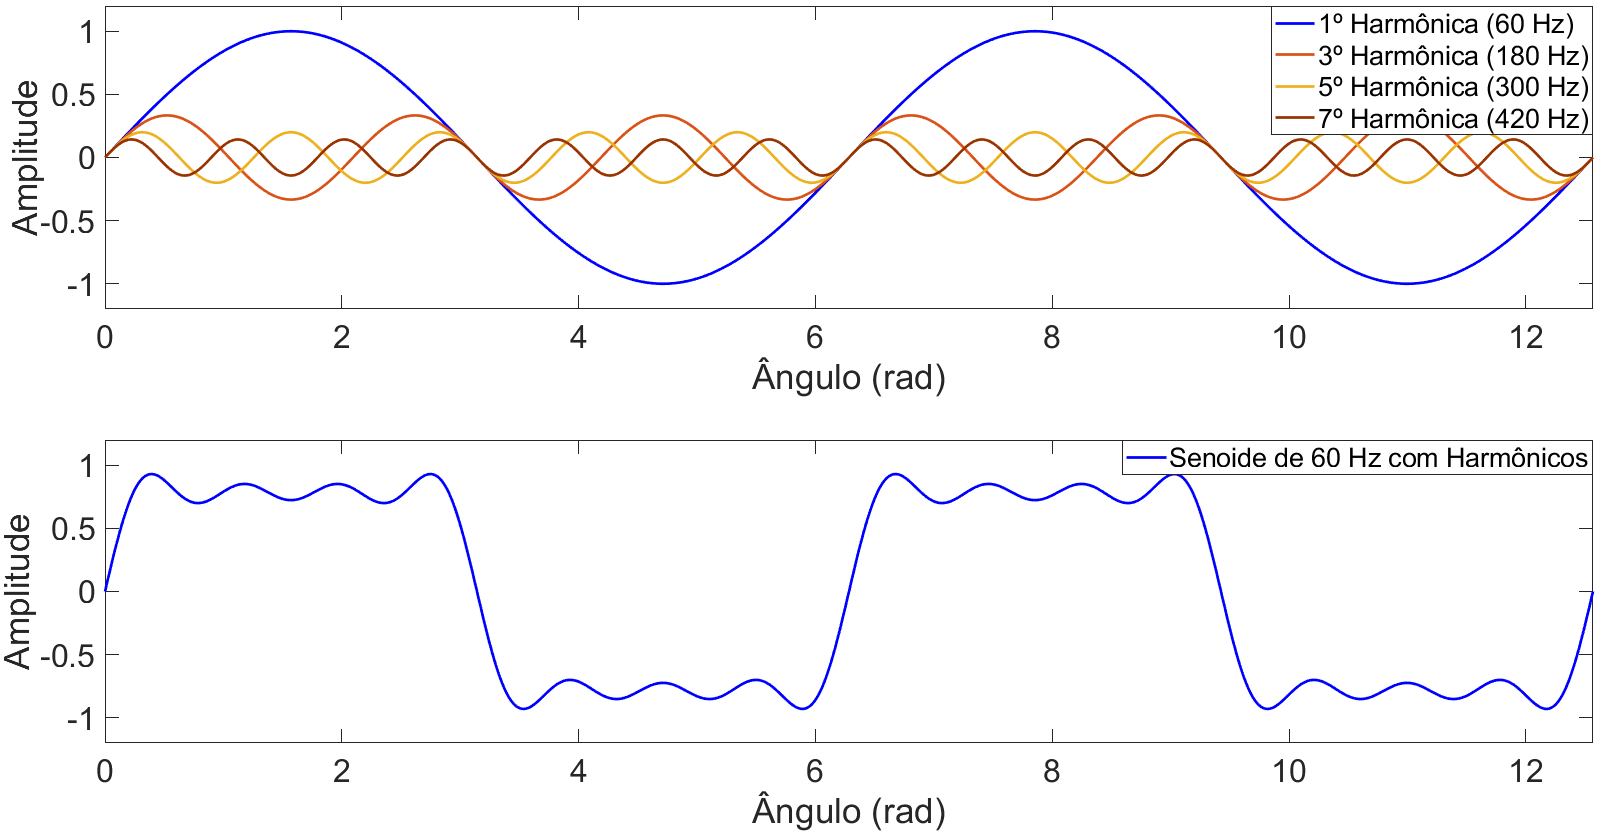 1
0.5
0
-0.5
-1
Amplitude
1º Harmônica (60 Hz)
3º Harmônica (180 Hz)
5º Harmônica (300 Hz)
7º Harmônica (420 Hz)
0 2 4 6 8 10 12
Ângulo (rad)
1
0.5
0
-0.5
-1
Amplitude
Senoide de 60 Hz com Harmônicos
0 2 4 6 8 10 12
Ângulo (rad)